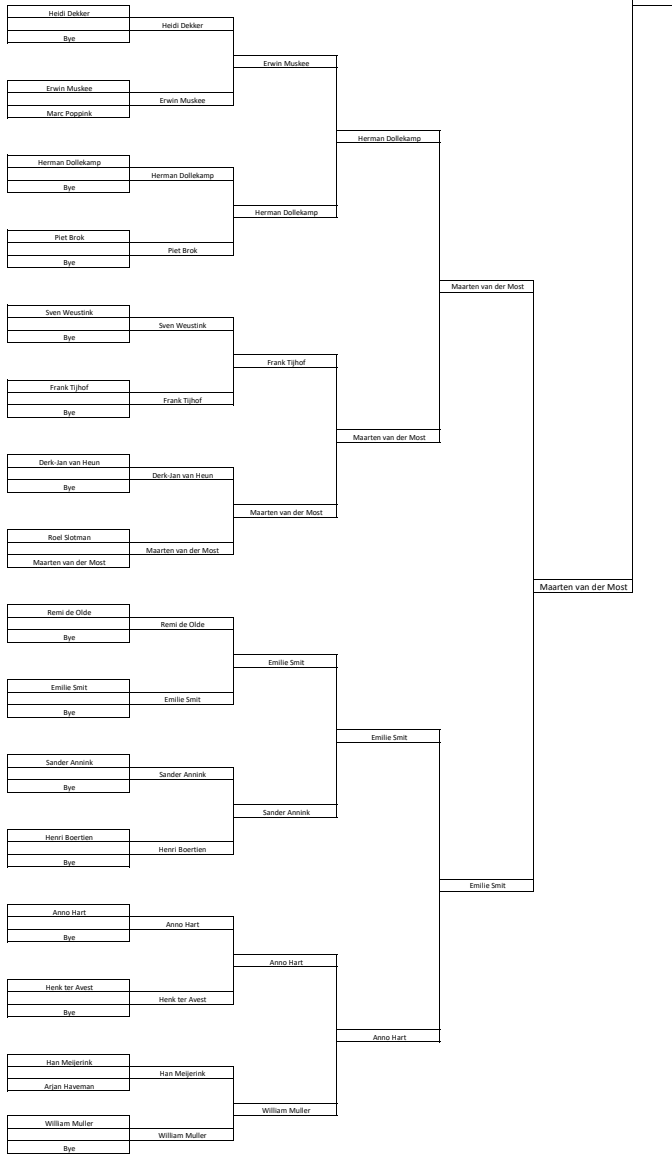 Heidi Dekker
Heidi Dekker
Bye
Erwin Muskee
Erwin Muskee
Erwin Muskee
Marc Poppink
Herman Dollekamp
Herman Dollekamp
Herman Dollekamp
Bye
Herman Dollekamp
Piet Brok
Piet Brok
Bye
Maarten van der Most
Sven Weustink
Sven Weustink
Bye
Frank Tijhof
Frank Tijhof
Frank Tijhof
Bye
Maarten van der Most
Derk-Jan van Heun
Derk-Jan van Heun
Bye
Maarten van der Most
Roel Slotman
Maarten van der Most
Maarten van der Most
Maarten van der Most
Remi de Olde
Remi de Olde
Bye
Emilie Smit
Emilie Smit
Emilie Smit
Bye
Emilie Smit
Sander Annink
Sander Annink
Bye
Sander Annink
Henri Boertien
Henri Boertien
Bye
Emilie Smit
Anno Hart
Anno Hart
Bye
Anno Hart
Henk ter Avest
Henk ter Avest
Bye
Anno Hart
Han Meijerink
Han Meijerink
Arjan Haveman
William Muller
William Muller
William Muller
Bye